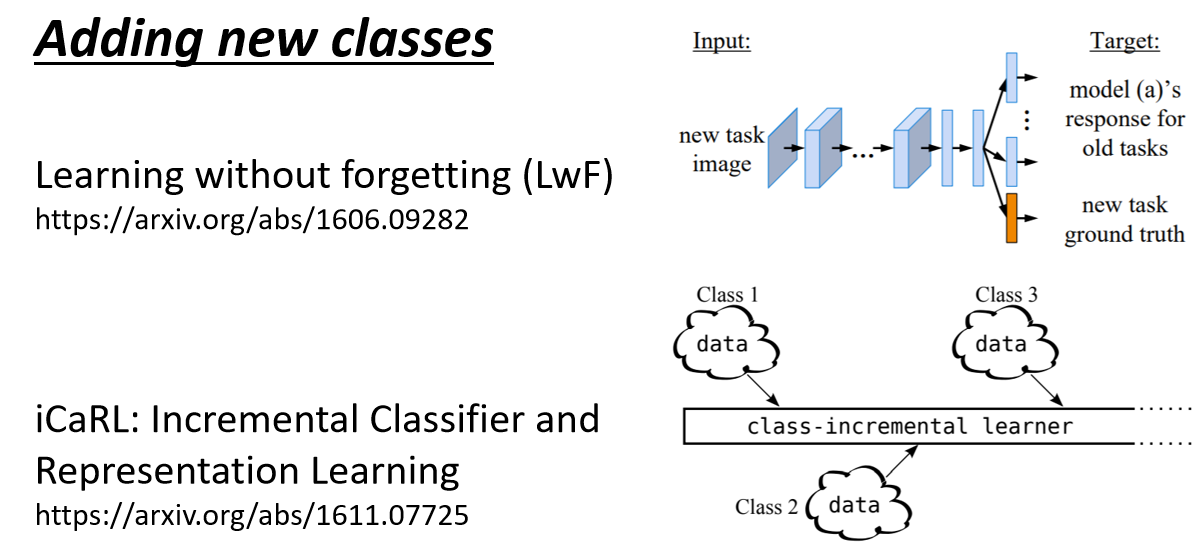 Adding new classes
Learning without forgetting (LwF)
https://arxiv.org/abs/1606.09282
Input:
Target:
new task
image
...
model (a)'s
response for
old tasks
new task
ground truth
iCaRL: Incremental Classifier and
Representation Learning
https://arxiv.org/abs/1611.07725
Class 1
data
Class 3
data
class-incremental learner
Class 2
data